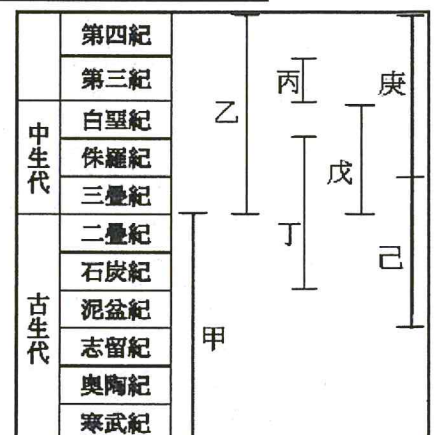 第四紀
第三紀
中生代
白堊紀
侏羅紀
三疊紀
古生代
二疊紀
石炭紀
泥盆紀
志留紀
奧陶紀
寒武紀
甲
乙
丙
丁
戊
己
庚